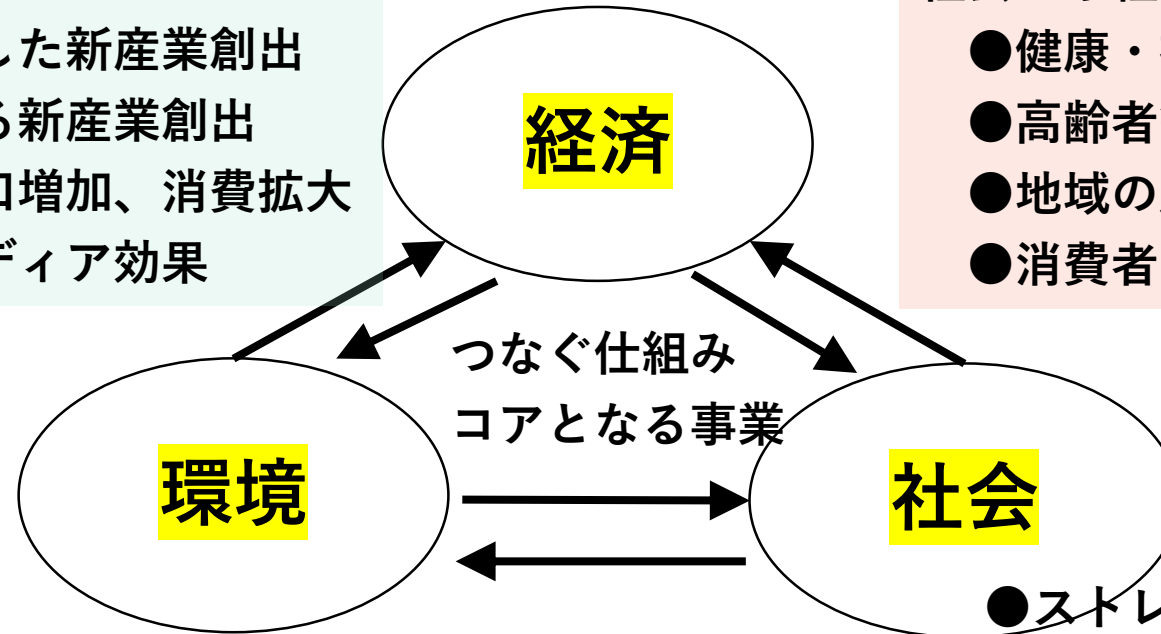 した新産業創出
新産業創出
増加、消費拡大
ディア効果
経済
●健康・
●高齢者
●地域の
●消費者
つなぐ仕組み
コアとなる事業
環境
社会
●ストレ